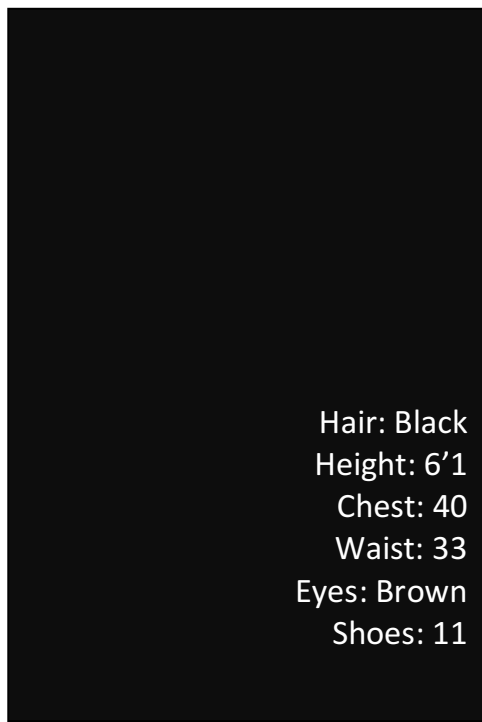 Hair: Black
Height: 6’1
Chest: 40
Waist: 33
Eyes: Brown
Shoes: 11